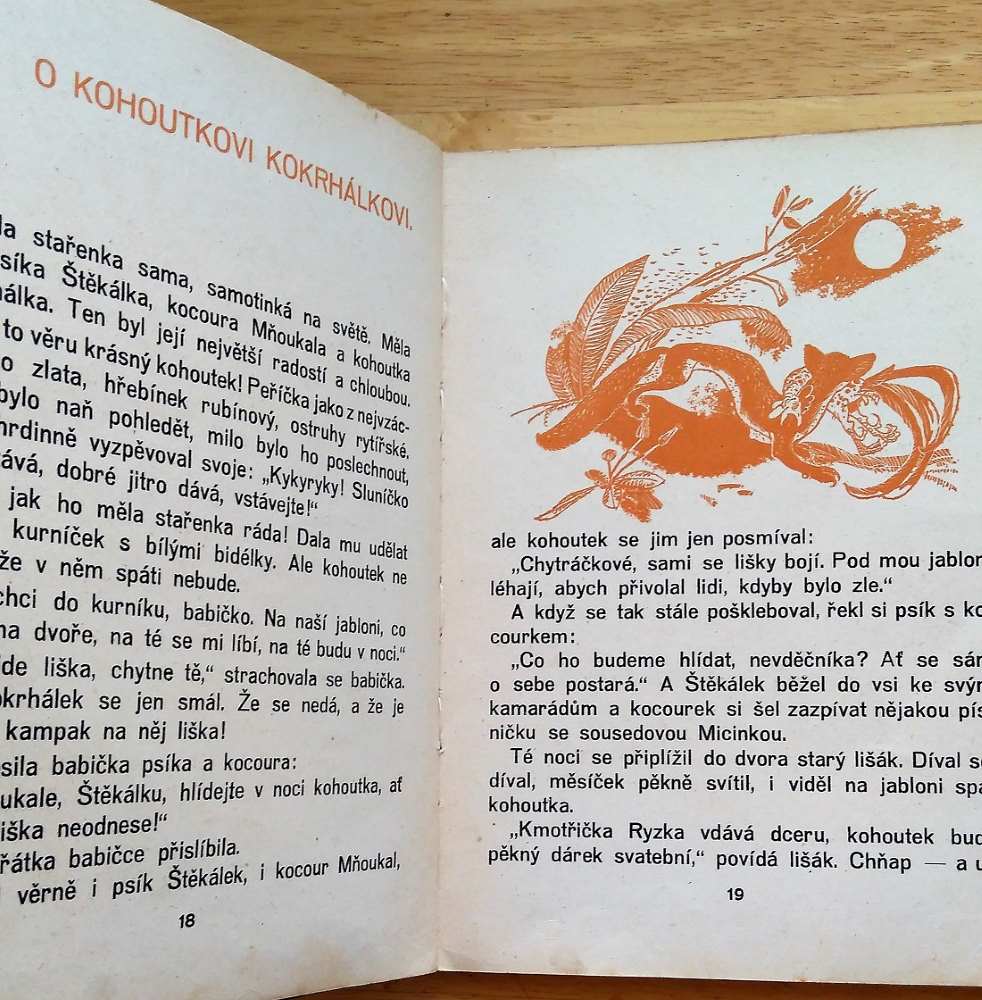 O KOHOUTKOVI KOKRHÁLKOVI.
la stařenka sama, samotinká na světě. Měla
síka Štěkálka, kocoura Mňoukala a kohoutka
hálka. Ten byl její největší radostí a chloubou.
to věru krásný kohoutek! Peříčka jako z nejvzác-
o zlata, hřebínek rubínový, ostruhy rytířské.
bylo naň pohledět, milo bylo ho poslechnout,
hrdinně vyzpěvoval svoje: „Kykyryky! Sluníčko
ává, dobré jitro dává, vstávejte!“
jak ho měla stařenka ráda! Dala mu udělat
kurníček s bílými bidélky. Ale kohoutek ne
že v něm spáti nebude.
chci do kurníku, babičko. Na naší jabloni, co
na dvoře, na té se mi líbí, na té budu v noci.“
jde liška, chytne tě,“ strachovala se babička.
okrhálek se jen smál. Že se nedá, a že je
kampak na něj liška!
osila babička psíka a kocoura:
ukale, Štěkálku, hlídejte v noci kohoutka, ať
liška neodnese!“
řátka babičce přislíbila.
věrně i psík Štěkálek, i kocour Mňoukal,
18
ale kohoutek se jim jen posmíval:
„Chytráčkové, sami se lišky bojí. Pod mou jabloní
léhají, abych přivolal lidi, kdyby bylo zle.“
A když se tak stále poškleboval, řekl si psík s ko-
courkem:
„Co ho budeme hlídat, nevděčníka? Ať se sám
o sebe postará.“ A Štěkálek běžel do vsi ke svým
kamarádům a kocourek si šel zazpívat nějakou pís-
ničku se sousedovou Micinkou.
Té noci se připlížil do dvora starý lišák. Díval se
díval, měsíček pěkně svítil, i viděl na jabloni spá
kohoutka.
„Kmotřička Ryzka vdává dceru, kohoutek bud
pěkný dárek svatební,“ povídá lišák. Chňap — a u
19